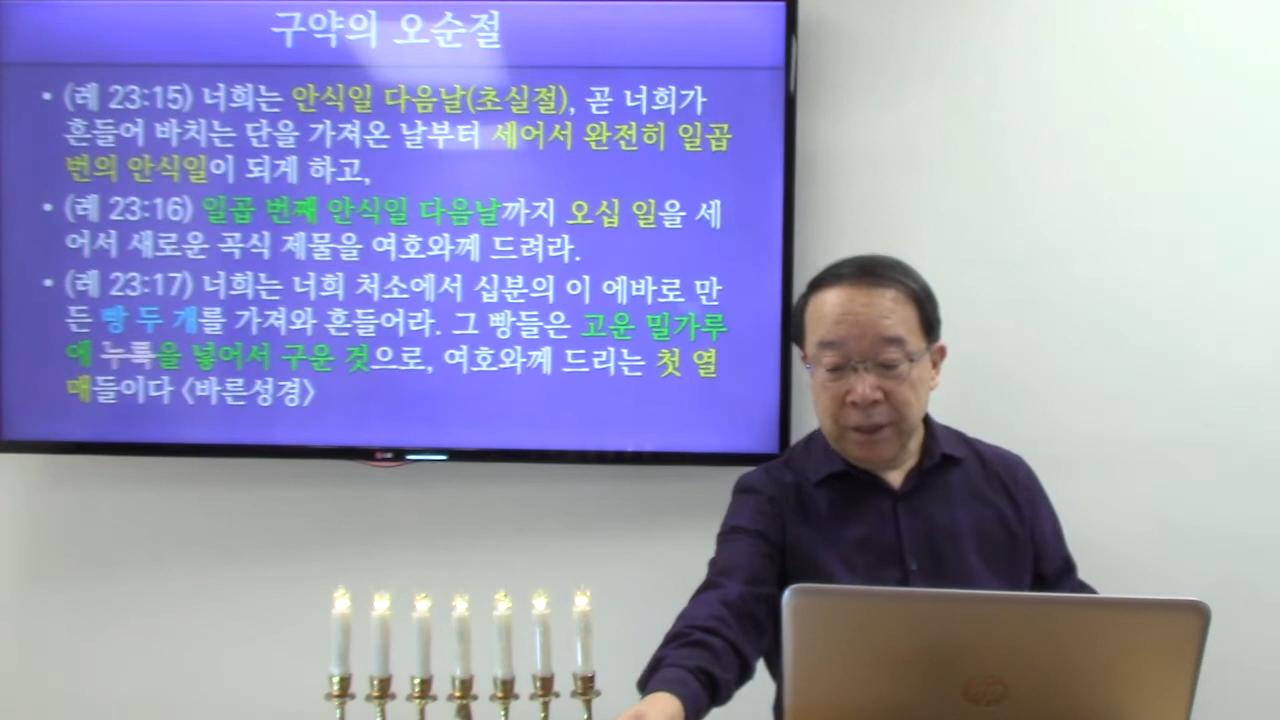 구약의 오순절
• (레 23:15) 너희는 안식일 다음날(초실절), 곧 너희가
흔들어 바치는 단을 가져온 날부터 세어서 완전히 일곱
번의 안식일이 되게 하고,
• (레 23:16) 일곱 번째 안식일 다음날까지 오십 일을 세
어서 새로운 곡식 제물을 여호와께 드려라.
• (레 23:17) 너희는 너희 처소에서 십분의 이 에바로 만
든 빵 두 개를 가져와 흔들어라. 그 빵들은 고운 밀가루
에 누룩을 넣어서 구운 것으로, 여호와께 드리는 첫 열
매들이다 <바른성경>
LG
hp